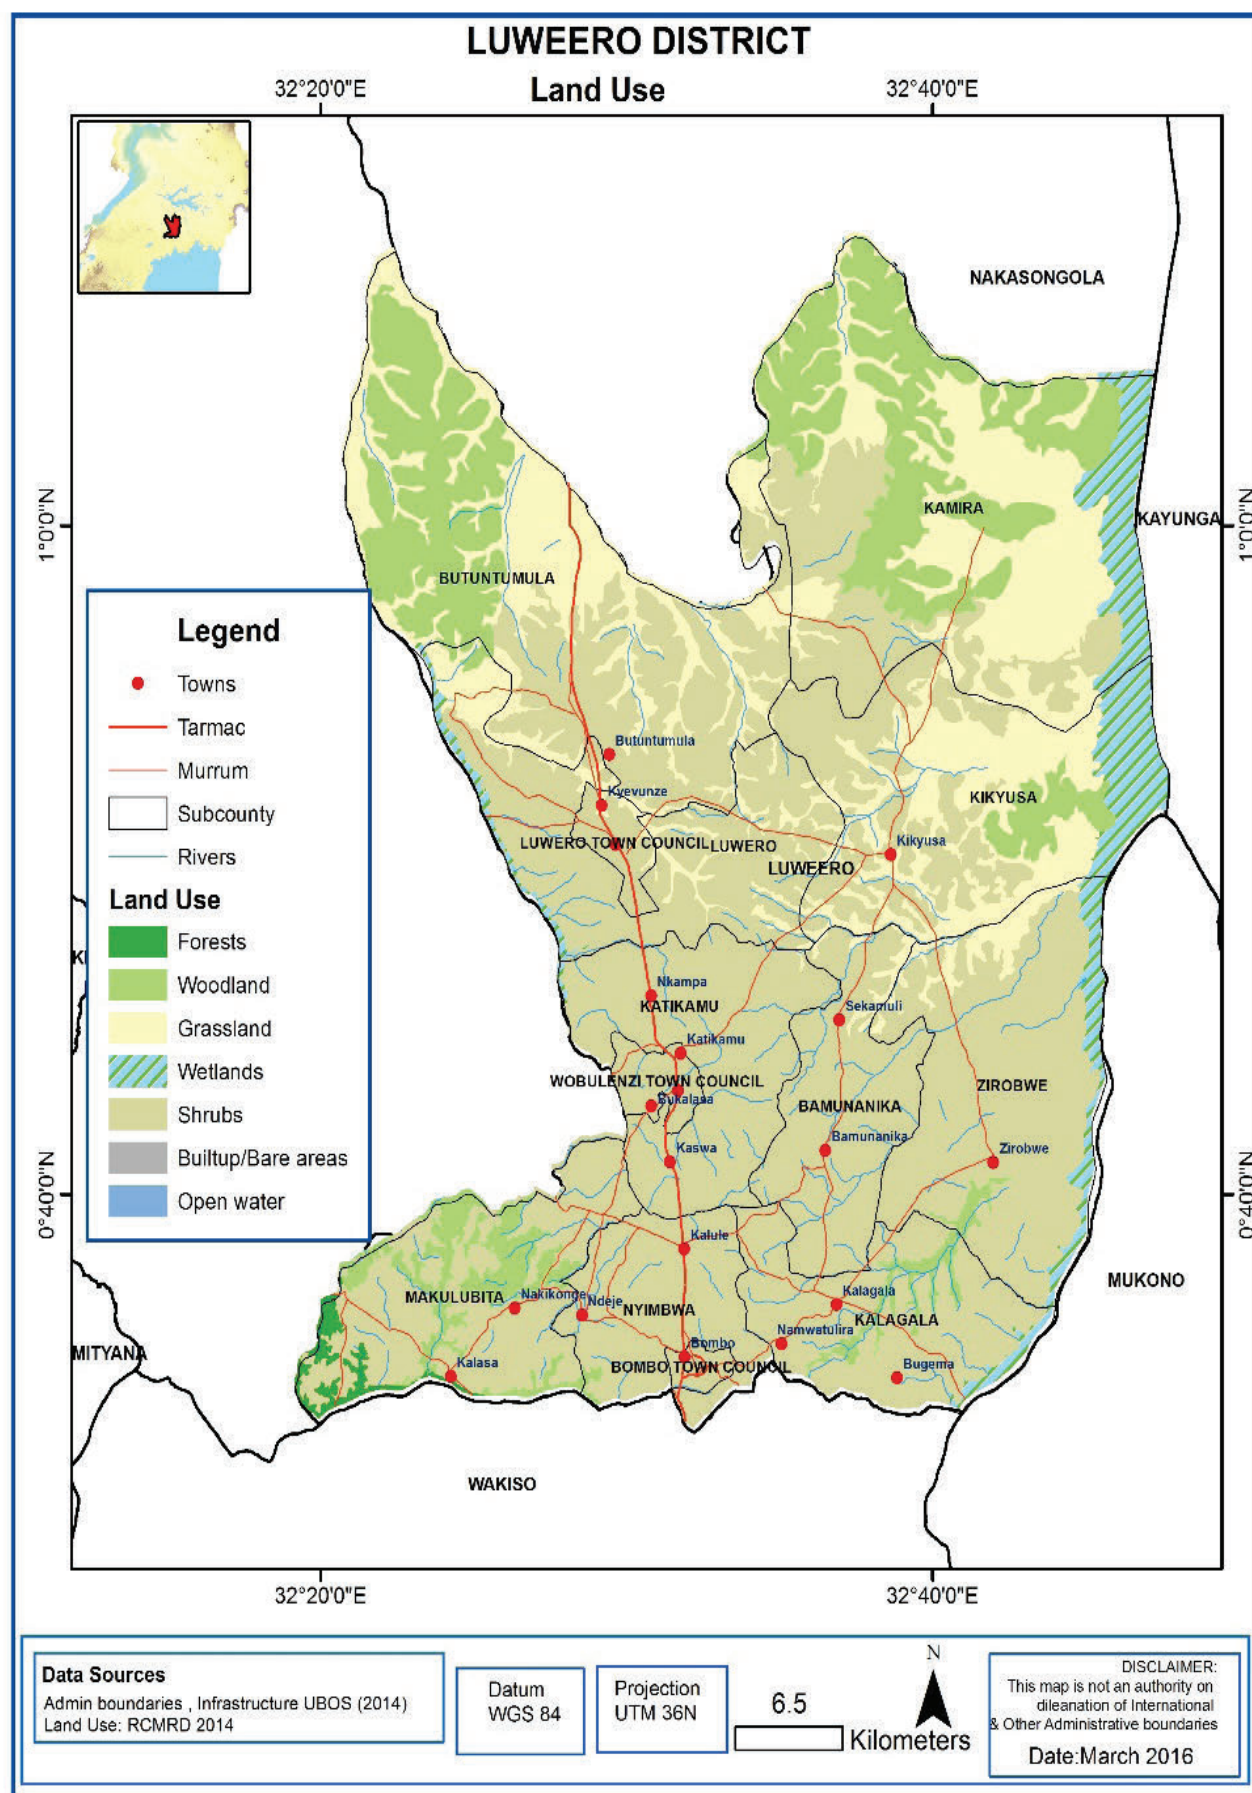 LUWEERO DISTRICT
Land Use
32°20'0"E
32°40'0"E
NAKASONGOLA
1°0'0"N
KAMIRA
KAYUNGA
1°0'0"N
BUTUNTUMULA
Legend
Towns
Tarmac
Murrum
Subcounty
Rivers
Land Use
Forests
Woodland
Grassland
Wetlands
Shrubs
Builtup/Bare areas
Open water
Butuntumula
Kyevunze
KIKYUSA
LUWERO TOWN COUNCIL
LUWERO
Kikyusa
LUWEERO
Nkampa
KATIKAMU
Sekamuli
Katikamu
WOBULENZI TOWN COUNCIL
ZIROBWE
Bukalasa
BAMUNANIKA
Bamunanika
Kaswa
Zirobwe
0°40'0"N
0°40'0"N
Kalule
MUKONO
MAKULUBITA
Nakikonde
Ndeje
NYIMBWA
Kalagala
KALAGALA
Namwatulira
MITYANA
Bombo
BOMBO TOWN COUNCIL
Kalasa
Bugema
WAKISO
32°20'0"E
32°40'0"E
Data Sources
Admin boundaries , Infrastructure UBOS (2014)
Land Use: RCMRD 2014
Datum
WGS 84
Projection
UTM 36N
6.5
Kilometers
N
DISCLAIMER:
This map is not an authority on
dileanation of International
& Other Administrative boundaries
Date:March 2016